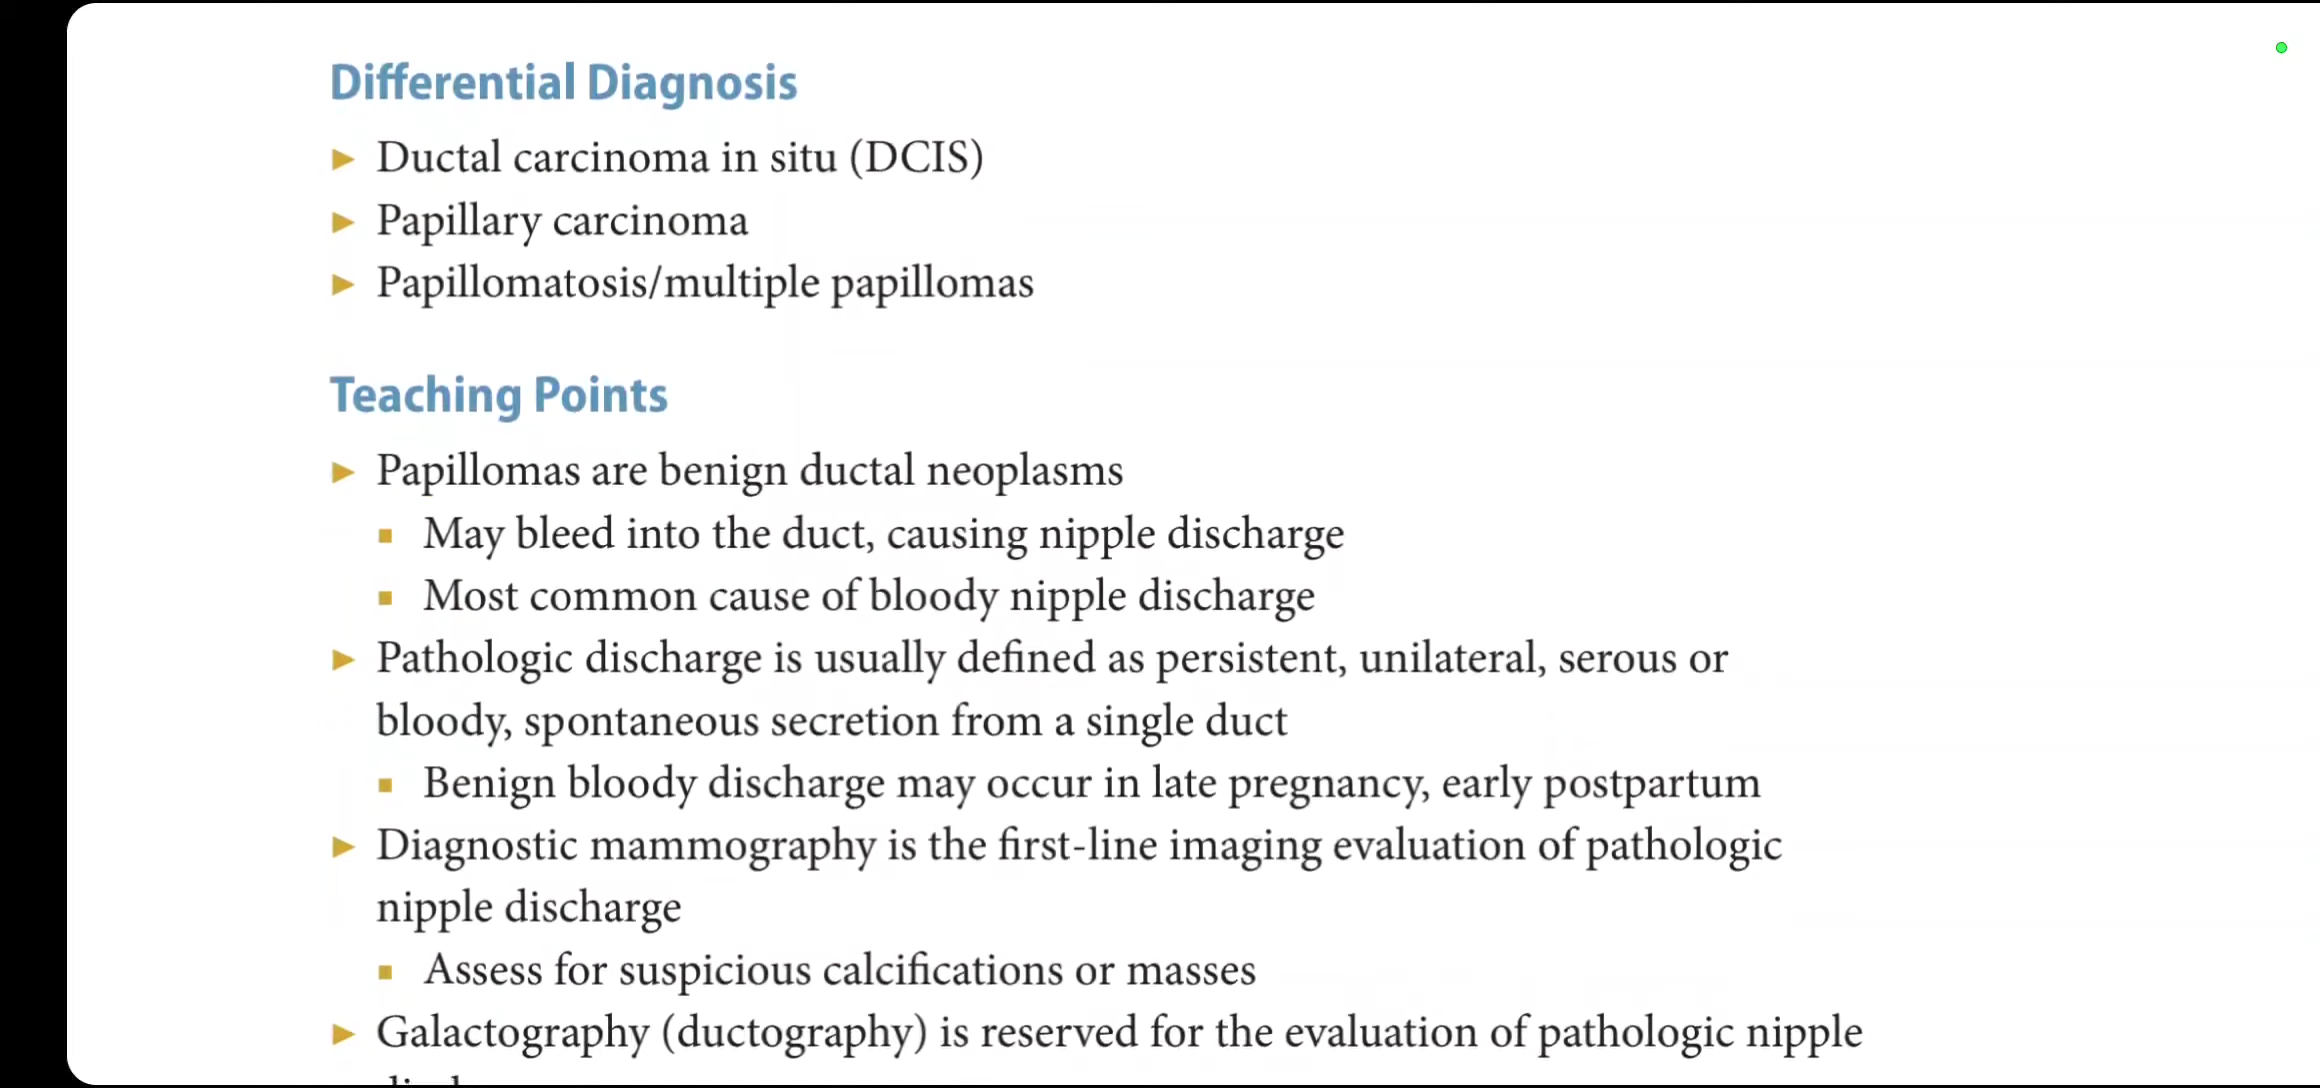 Differential Diagnosis
► Ductal carcinoma in situ (DCIS)
► Papillary carcinoma
► Papillomatosis/multiple papillomas
Teaching Points
► Papillomas are benign ductal neoplasms
■ May bleed into the duct, causing nipple discharge
■ Most common cause of bloody nipple discharge
► Pathologic discharge is usually defined as persistent, unilateral, serous or
bloody, spontaneous secretion from a single duct
■ Benign bloody discharge may occur in late pregnancy, early postpartum
► Diagnostic mammography is the first-line imaging evaluation of pathologic
nipple discharge
■ Assess for suspicious calcifications or masses
► Galactography (ductography) is reserved for the evaluation of pathologic nipple